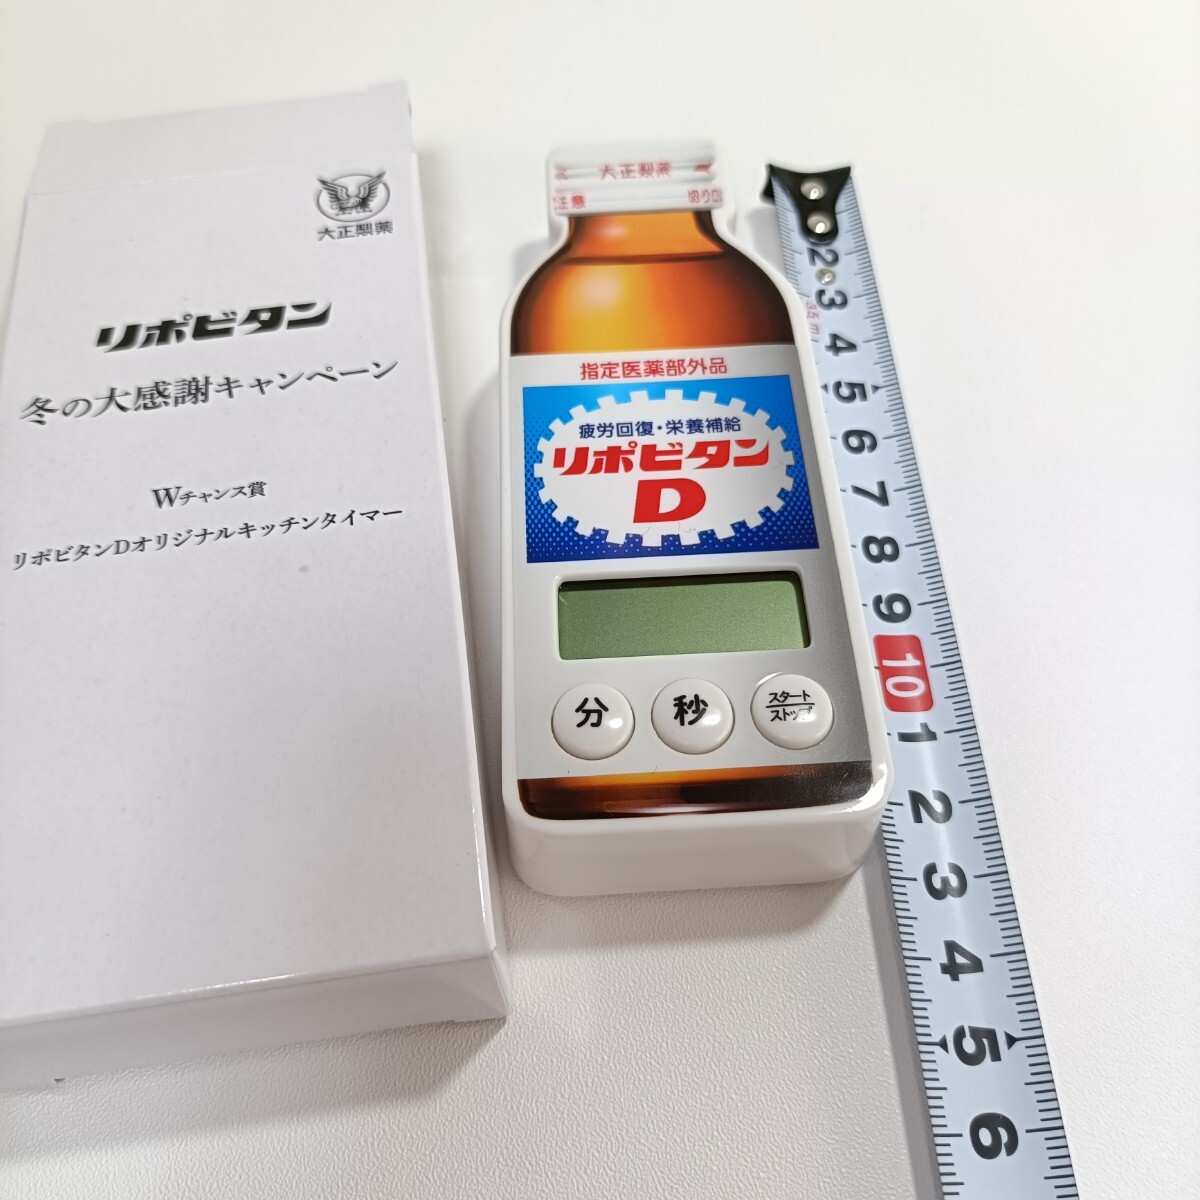 大正製薬
リポビタン
冬の大感謝キャンペーン
Wチャンス賞
リポビタンDオリジナルキッチンタイマー
大正製薬
注意
切り口
指定医薬部外品
疲労回復・栄養補給
リポビタン
D
分
秒
スタート
ストップ
2
3
3.5m
4
5
6
7
8
9
10
1
2
3
4
5
6